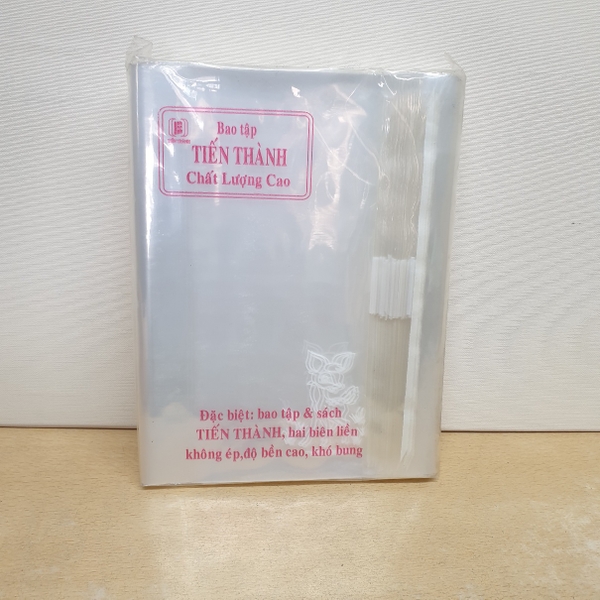 Bao tập
TIẾN THÀNH
Chất Lượng Cao
Đặc biệt: bao tập & sách
TIẾN THÀNH, hai biên liền
không ép,độ bền cao, khó bung